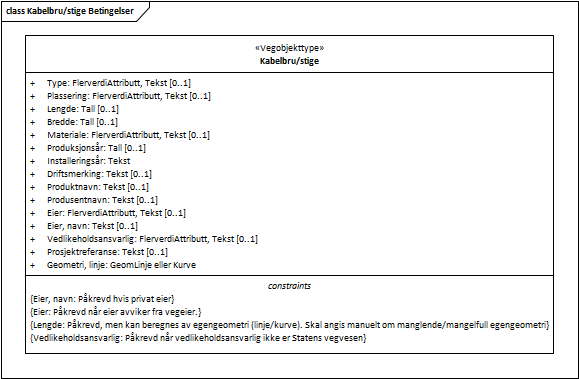 class Kabelbru/stige Betingelser
«Vegobjekttype»
Kabelbru/stige
+ Type: FlerverdiAttributt, Tekst [0..1]
+ Plassering: FlerverdiAttributt, Tekst [0..1]
+ Lengde: Tall [0..1]
+ Bredde: Tall [0..1]
+ Materiale: FlerverdiAttributt, Tekst [0..1]
+ Produksjonsår: Tall [0..1]
+ Installeringsår: Tekst
+ Driftsmerking: Tekst [0..1]
+ Produktnavn: Tekst [0..1]
+ Produsentnavn: Tekst [0..1]
+ Eier: FlerverdiAttributt, Tekst [0..1]
+ Eier, navn: Tekst [0..1]
+ Vedlikeholdsansvarlig: FlerverdiAttributt, Tekst [0..1]
+ Prosjektreferanse: Tekst [0..1]
+ Geometri, linje: GeomLinje eller Kurve
constraints
{Eier, navn: Påkrevd hvis privat eier}
{Eier: Påkrevd når eier avviker fra vegeier.}
{Lengde: Påkrevd, men kan beregnes av egengeometri (linje/kurve). Skal angis manuelt om manglende/mangelfull egengeometri}
{Vedlikeholdsansvarlig: Påkrevd når vedlikeholdsansvarlig ikke er Statens vegvesen}